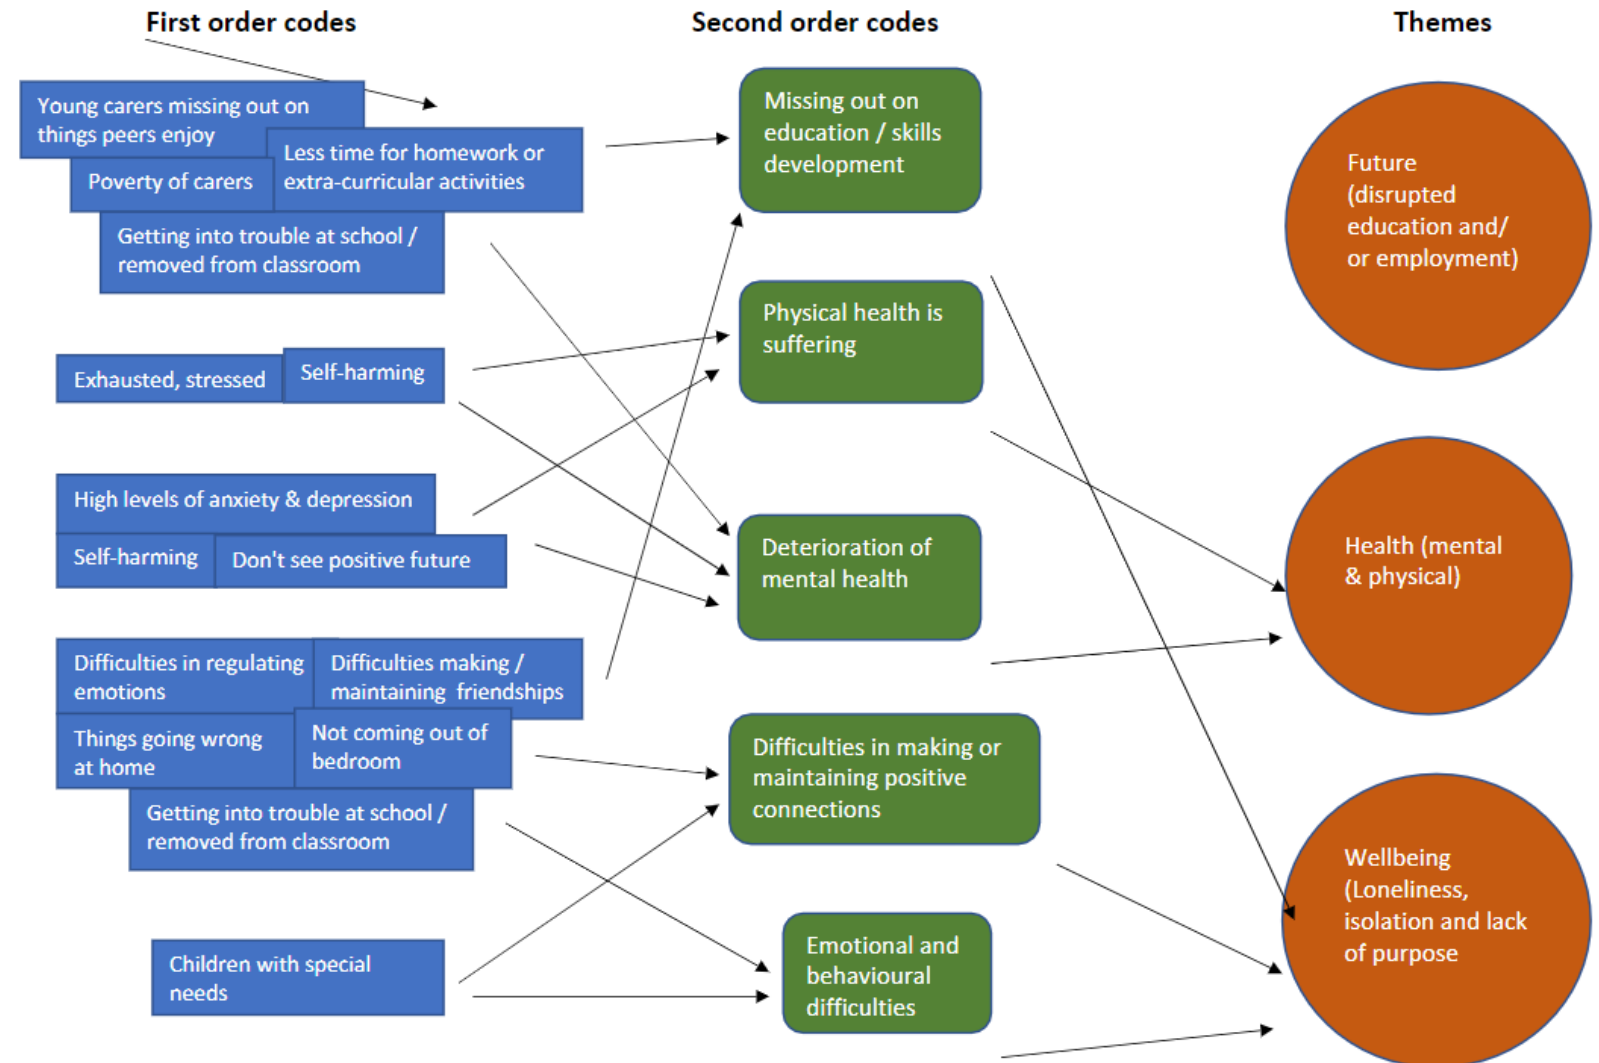 First order codes
Second order codes
Themes
Young carers missing out on
things peers enjoy
Less time for homework or
extra-curricular activities
Poverty of carers
Getting into trouble at school /
removed from classroom
Exhausted, stressed
Self-harming
High levels of anxiety & depression
Self-harming
Don't see positive future
Difficulties in regulating
emotions
Difficulties making /
maintaining friendships
Things going wrong
at home
Not coming out of
bedroom
Getting into trouble at school /
removed from classroom
Children with special
needs
Missing out on
education / skills
development
Physical health is
suffering
Deterioration of
mental health
Difficulties in making or
maintaining positive
connections
Emotional and
behavioural
difficulties
Future
(disrupted
education and/
or employment)
Health (mental
& physical)
Wellbeing
(Loneliness,
isolation and lack
of purpose